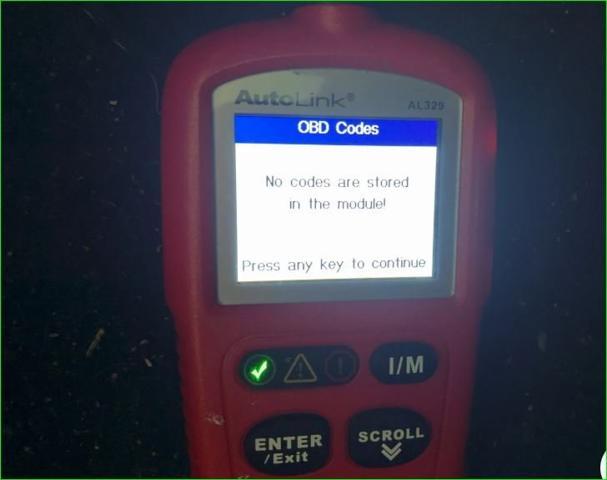 AutoLink®
AL329
OBD Codes
No codes are stored
in the module!
Press any key to continue
I/M
ENTER
/Exit
SCROLL